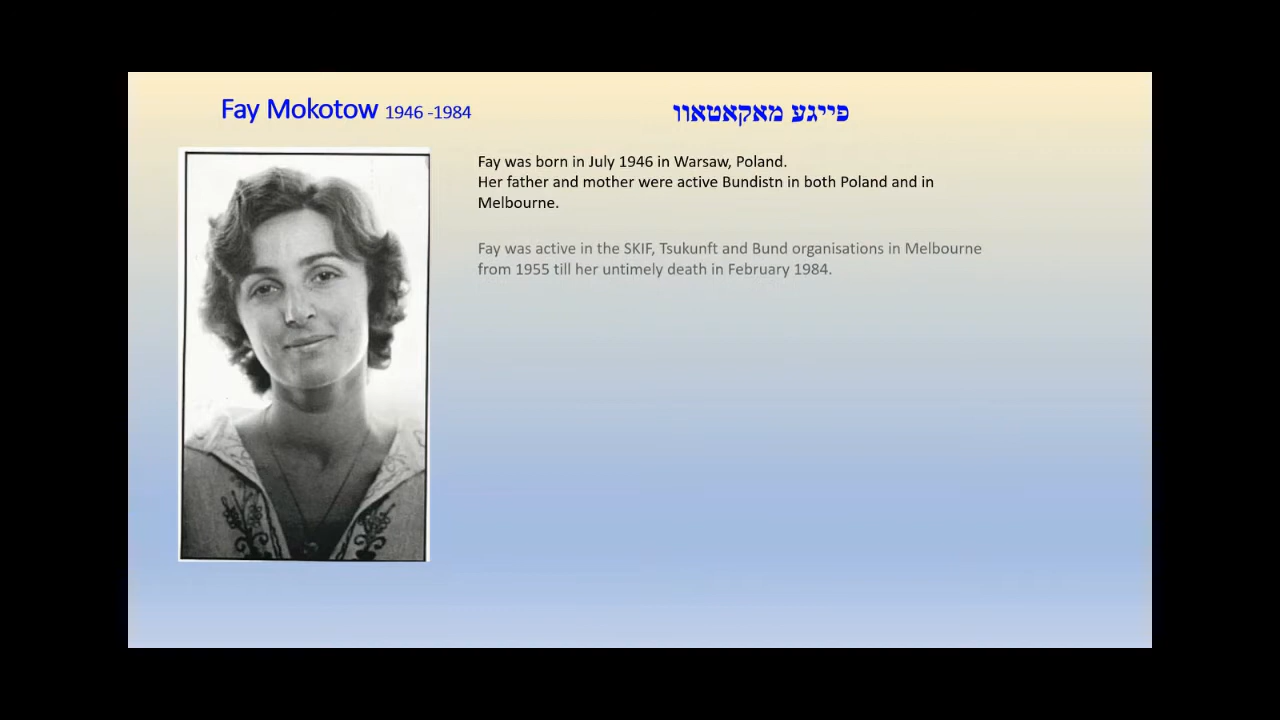 Fay Mokotow 1946 -1984
פייגע מאקאטאוו
Fay was born in July 1946 in Warsaw, Poland.
Her father and mother were active Bundistn in both Poland and in
Melbourne.
Fay was active in the SKIF, Tsukunft and Bund organisations in Melbourne
from 1955 till her untimely death in February 1984.